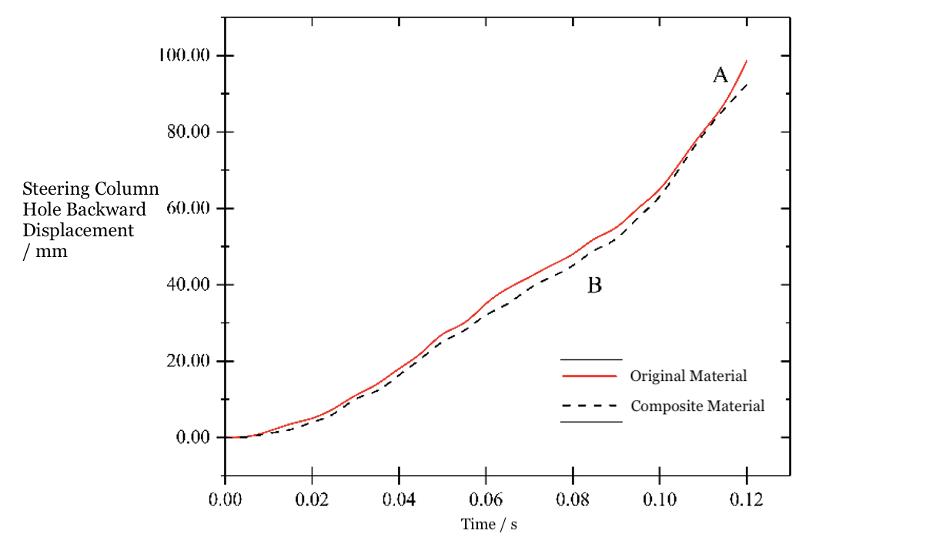 100.00
80.00
60.00
40.00
20.00
0.00
Steering Column
Hole Backward
Displacement
/ mm
A
B
Original Material
Composite Material
0.00 0.02 0.04 0.06 0.08 0.10 0.12
Time / s